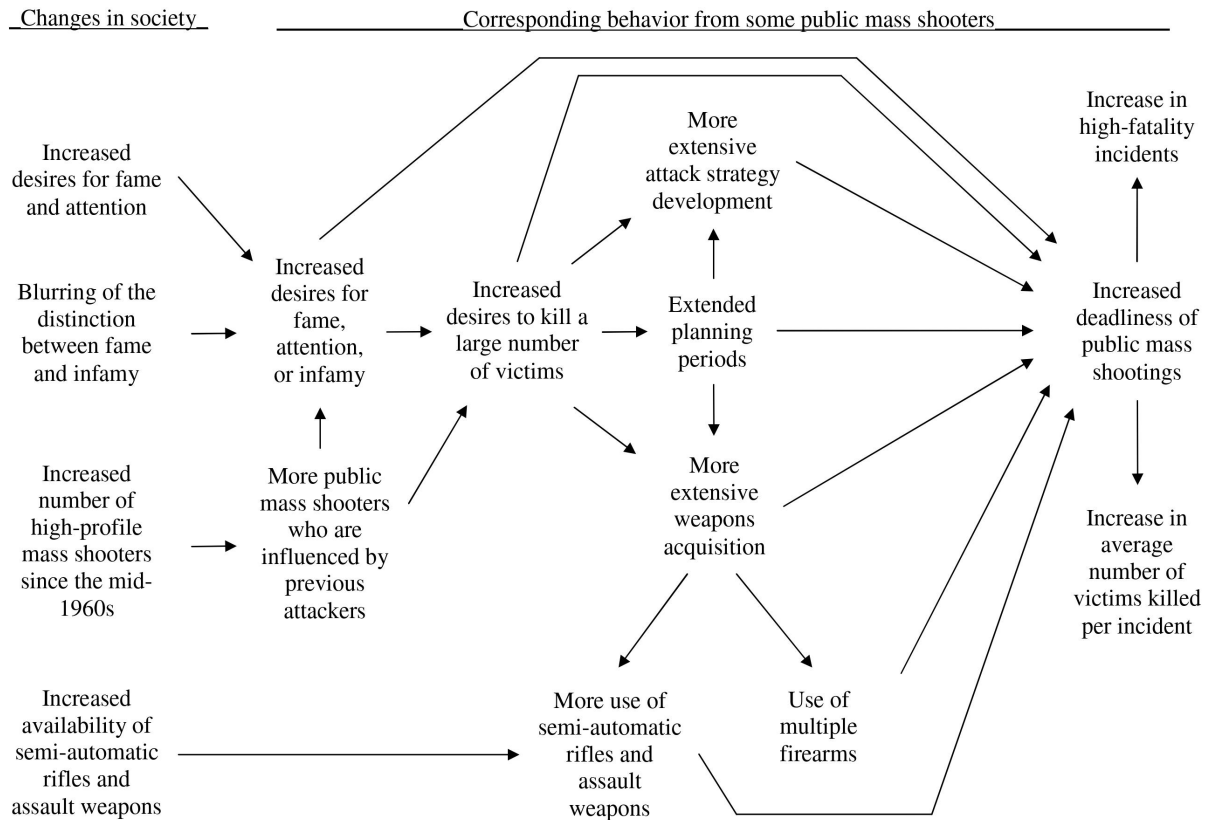 Changes in society
Corresponding behavior from some public mass shooters
Increased
desires for fame
and attention
Blurring of the
distinction
between fame
and infamy
Increased
number of
high-profile
mass shooters
since the mid-
1960s
Increased
availability of
semi-automatic
rifles and
assault weapons
Increased
desires for
fame,
attention,
or infamy
More public
mass shooters
who are
influenced by
previous
attackers
Increased
desires to kill a
large number
of victims
More
extensive
attack strategy
development
Extended
planning
periods
More
extensive
weapons
acquisition
More use of
semi-automatic
rifles and
assault
weapons
Use of
multiple
firearms
Increase in
high-fatality
incidents
Increased
deadliness of
public mass
shootings
Increase in
average
number of
victims killed
per incident